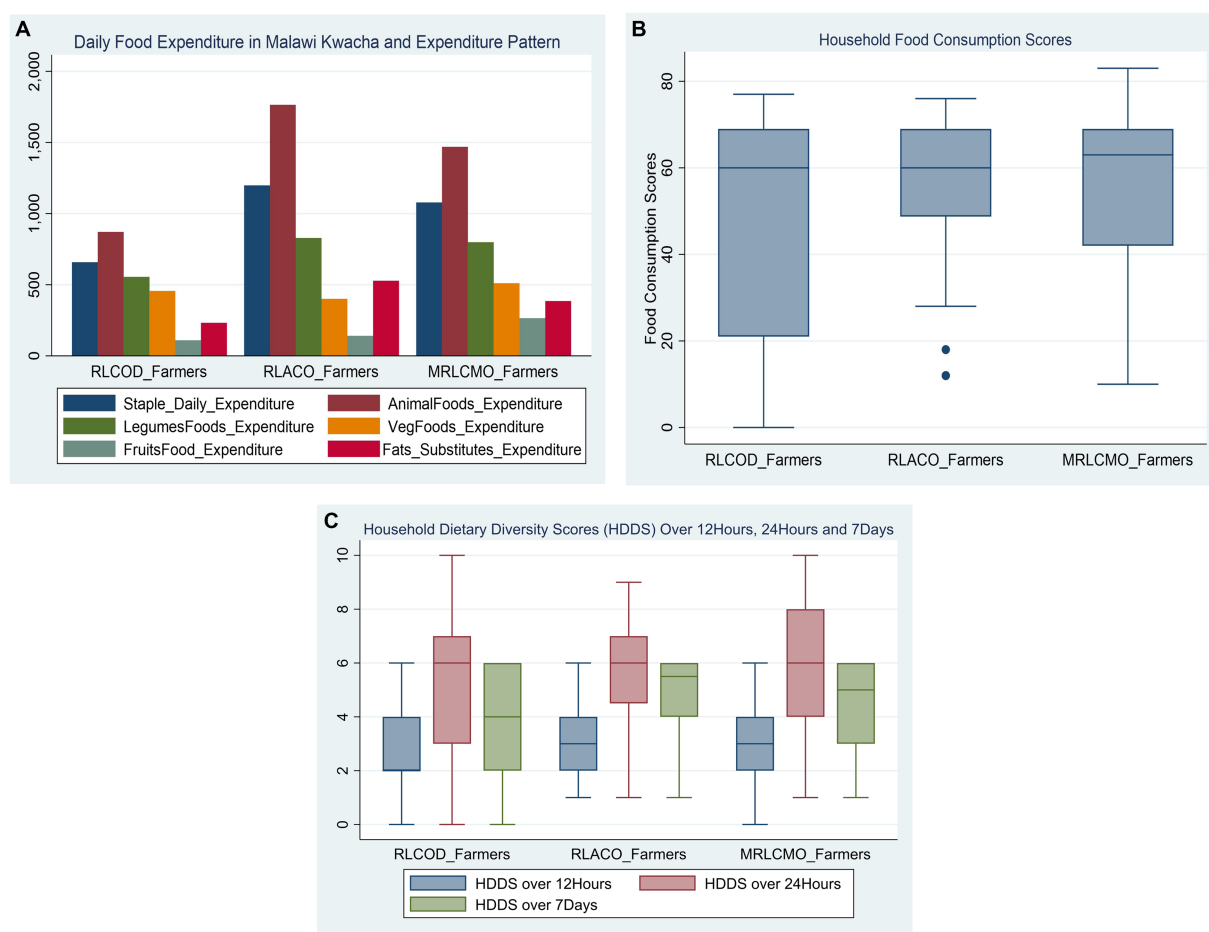 A
Daily Food Expenditure in Malawi Kwacha and Expenditure Pattern
2,000
1,500
1,000
500
0
RLCOD_Farmers RLACO_Farmers MRLCMO_Farmers
Staple_Daily_Expenditure AnimalFoods_Expenditure
LegumesFoods_Expenditure VegFoods_Expenditure
FruitsFood_Expenditure Fats_Substitutes_Expenditure
B
Household Food Consumption Scores
Food Consumption Scores
80
60
40
20
0
RLCOD_Farmers RLACO_Farmers MRLCMO_Farmers
C
Household Dietary Diversity Scores (HDDS) Over 12Hours, 24Hours and 7Days
10
8
6
4
2
0
RLCOD_Farmers RLACO_Farmers MRLCMO_Farmers
HDDS over 12Hours HDDS over 24Hours
HDDS over 7Days